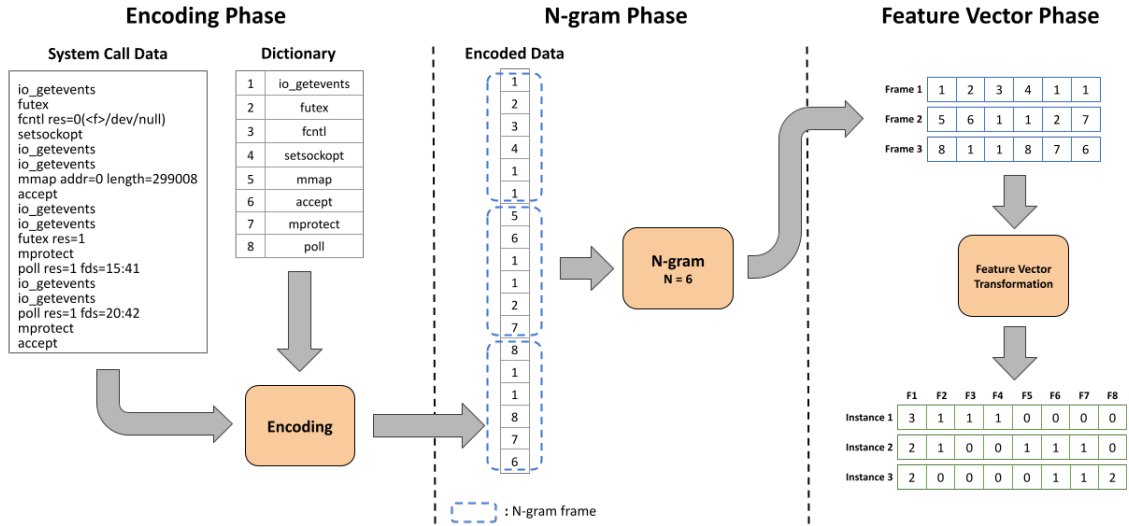 Encoding Phase
N-gram Phase
Feature Vector Phase
System Call Data
io_getevents
futex
fcntl res=0(<f>/dev/null)
setsockopt
io_getevents
io_getevents
mmap addr=0 length=299008
accept
io_getevents
io_getevents
futex res=1
mprotect
poll res=1 fds=15:41
io_getevents
io_getevents
poll res=1 fds=20:42
mprotect
accept
Dictionary
1 io_getevents
2 futex
3 fcntl
4 setsockopt
5 mmap
6 accept
7 mprotect
8 poll
Encoding
Encoded Data
1
2
3
4
1
1
5
6
1
1
2
7
8
1
1
8
7
6
: N-gram frame
N-gram
N = 6
Frame 1 1 2 3 4 1 1
Frame 2 5 6 1 1 2 7
Frame 3 8 1 1 8 7 6
Feature Vector
Transformation
F1 F2 F3 F4 F5 F6 F7 F8
Instance 1 3 1 1 1 0 0 0 0
Instance 2 2 1 0 0 1 1 1 0
Instance 3 2 0 0 0 0 1 1 2